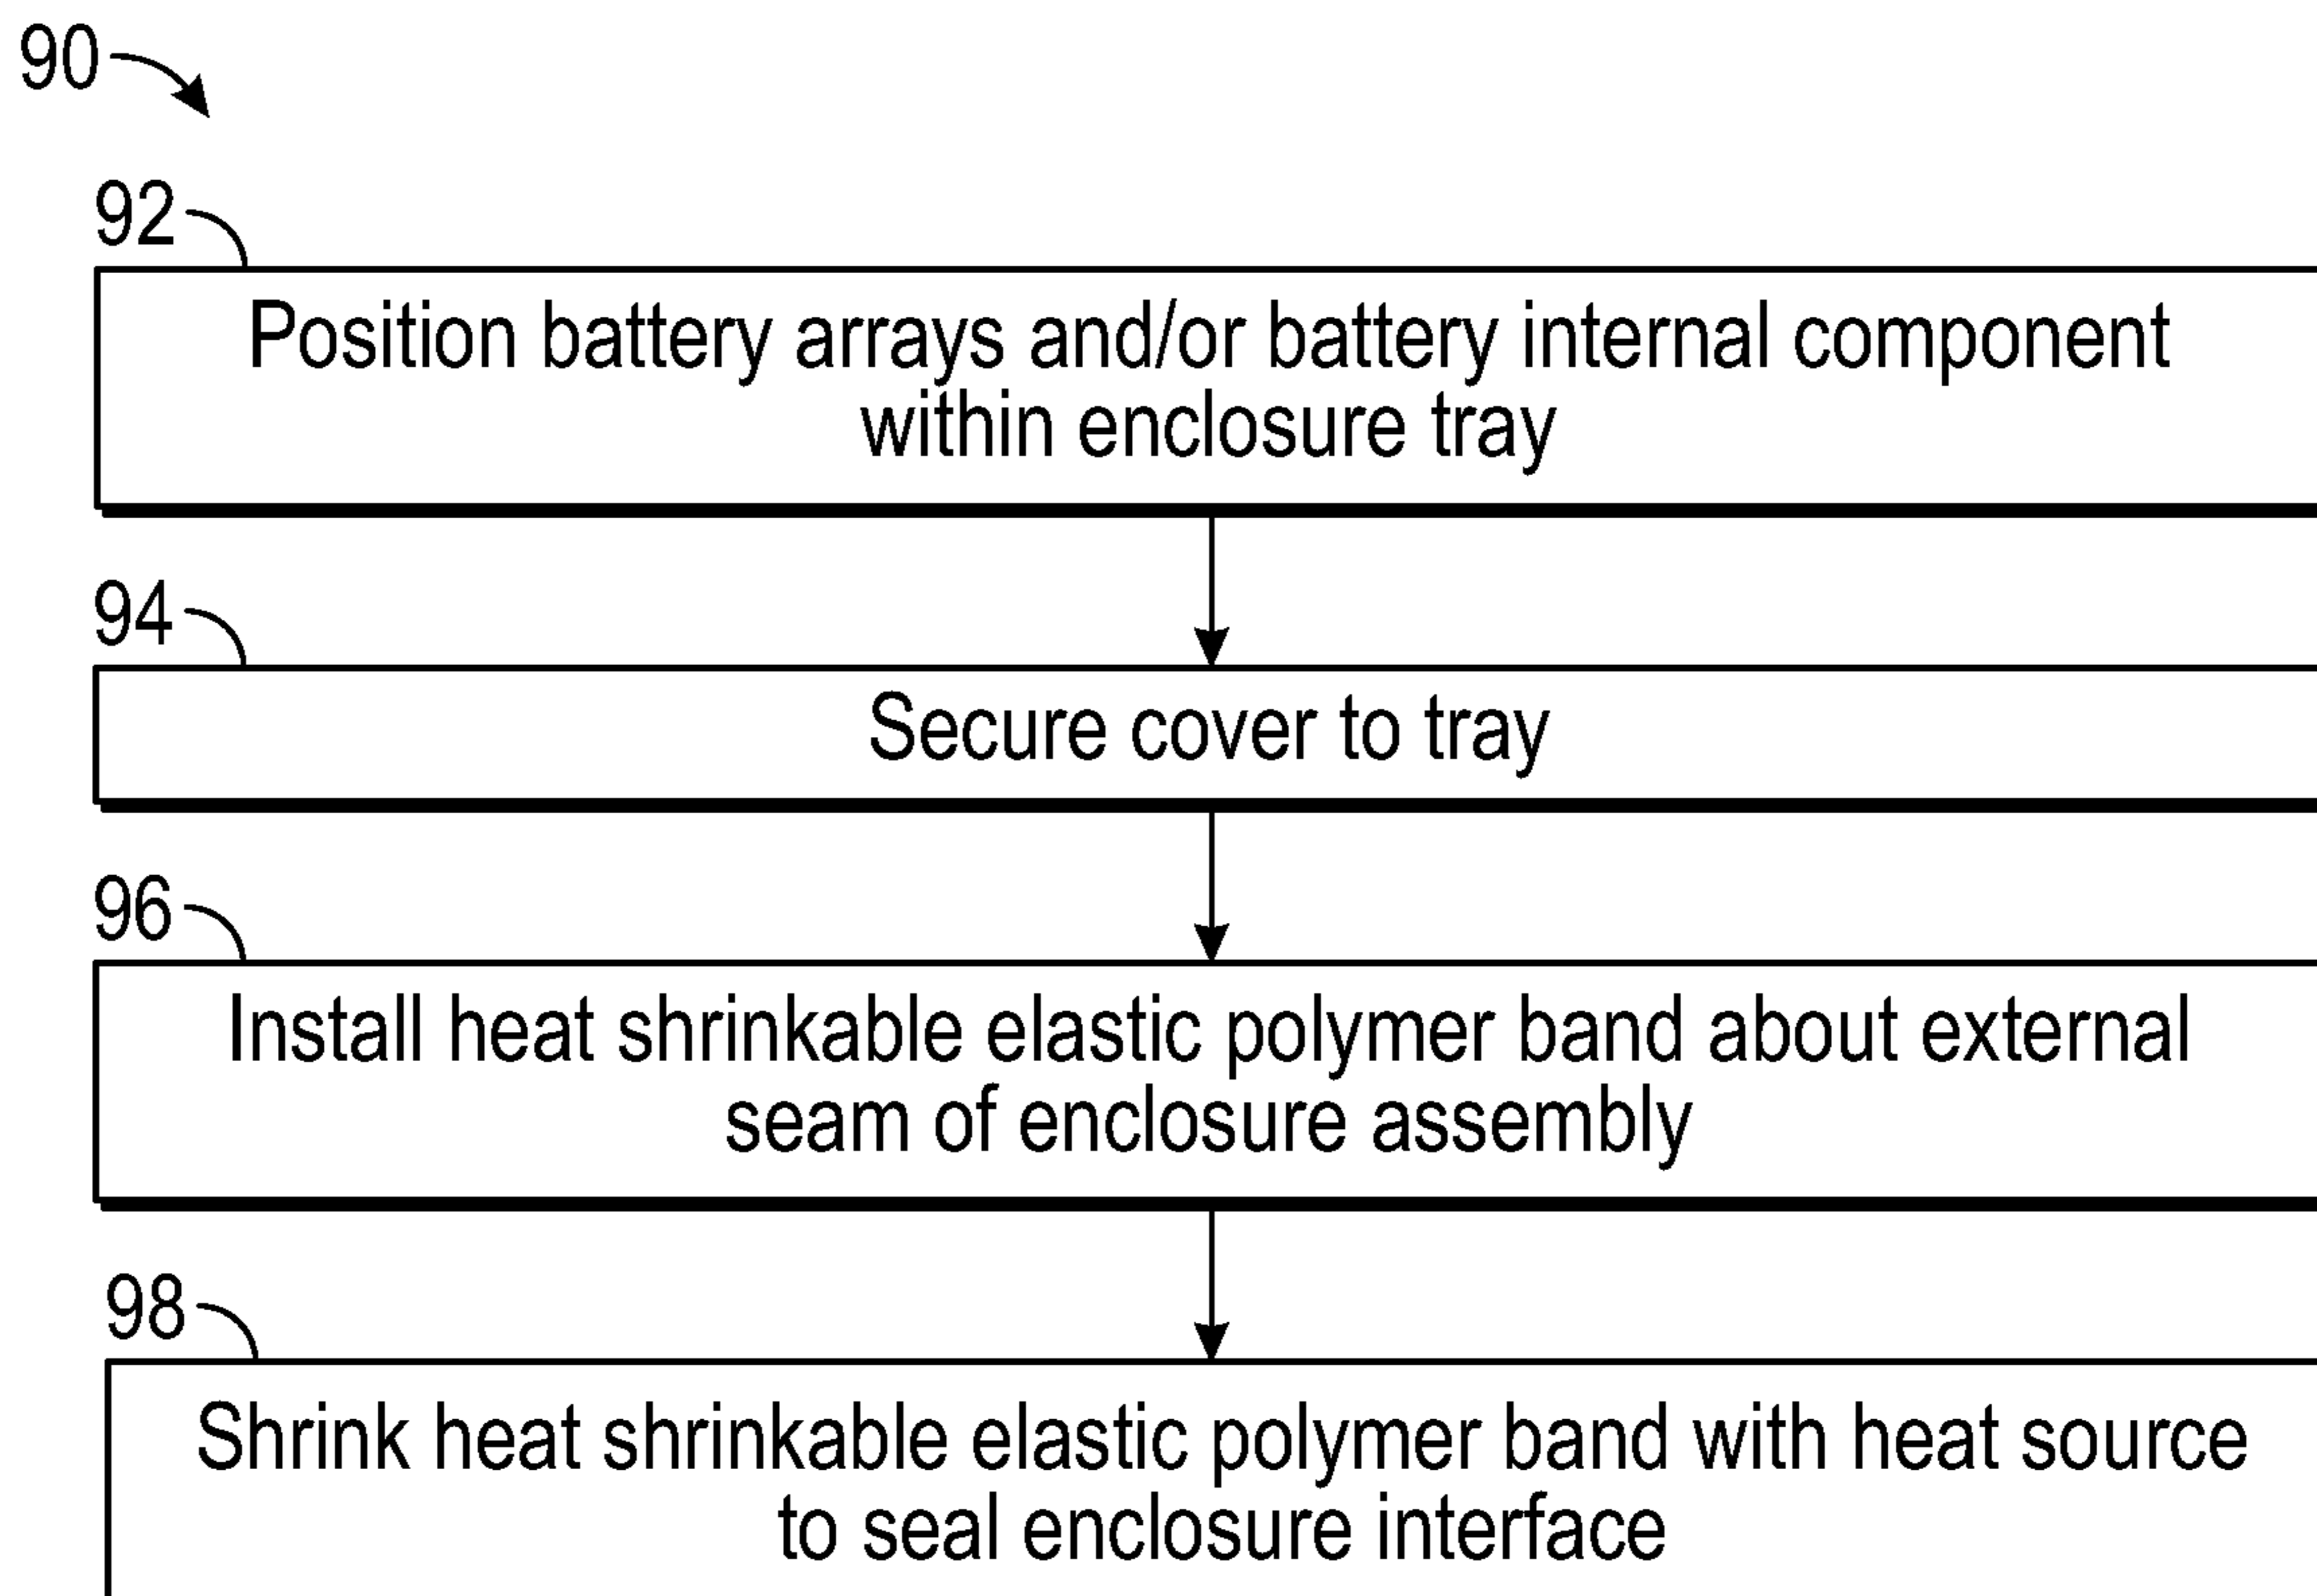 90
92
Position battery arrays and/or battery internal component
within enclosure tray
94
Secure cover to tray
96
Install heat shrinkable elastic polymer band about external
seam of enclosure assembly
98
Shrink heat shrinkable elastic polymer band with heat source
to seal enclosure interface